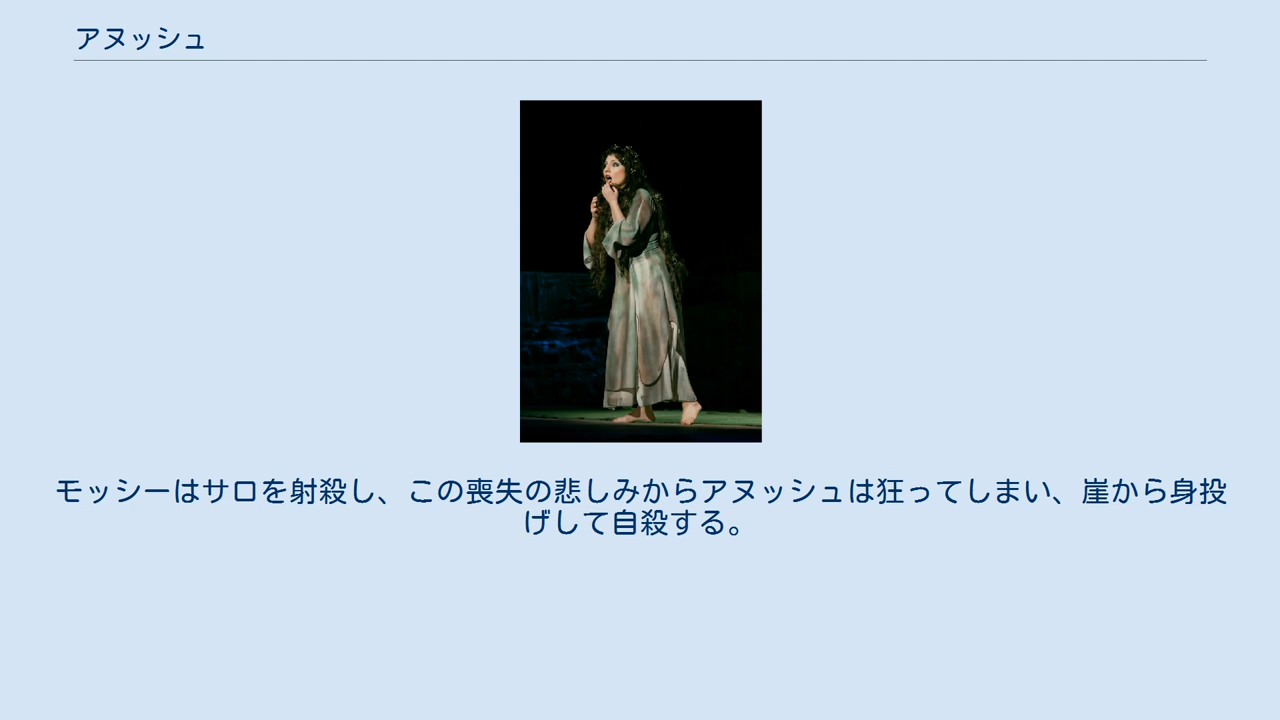 アヌッシュ
モッシーはサロを射殺し、この喪失の悲しみからアヌッシュは狂ってしまい、崖から身投
げして自殺する。